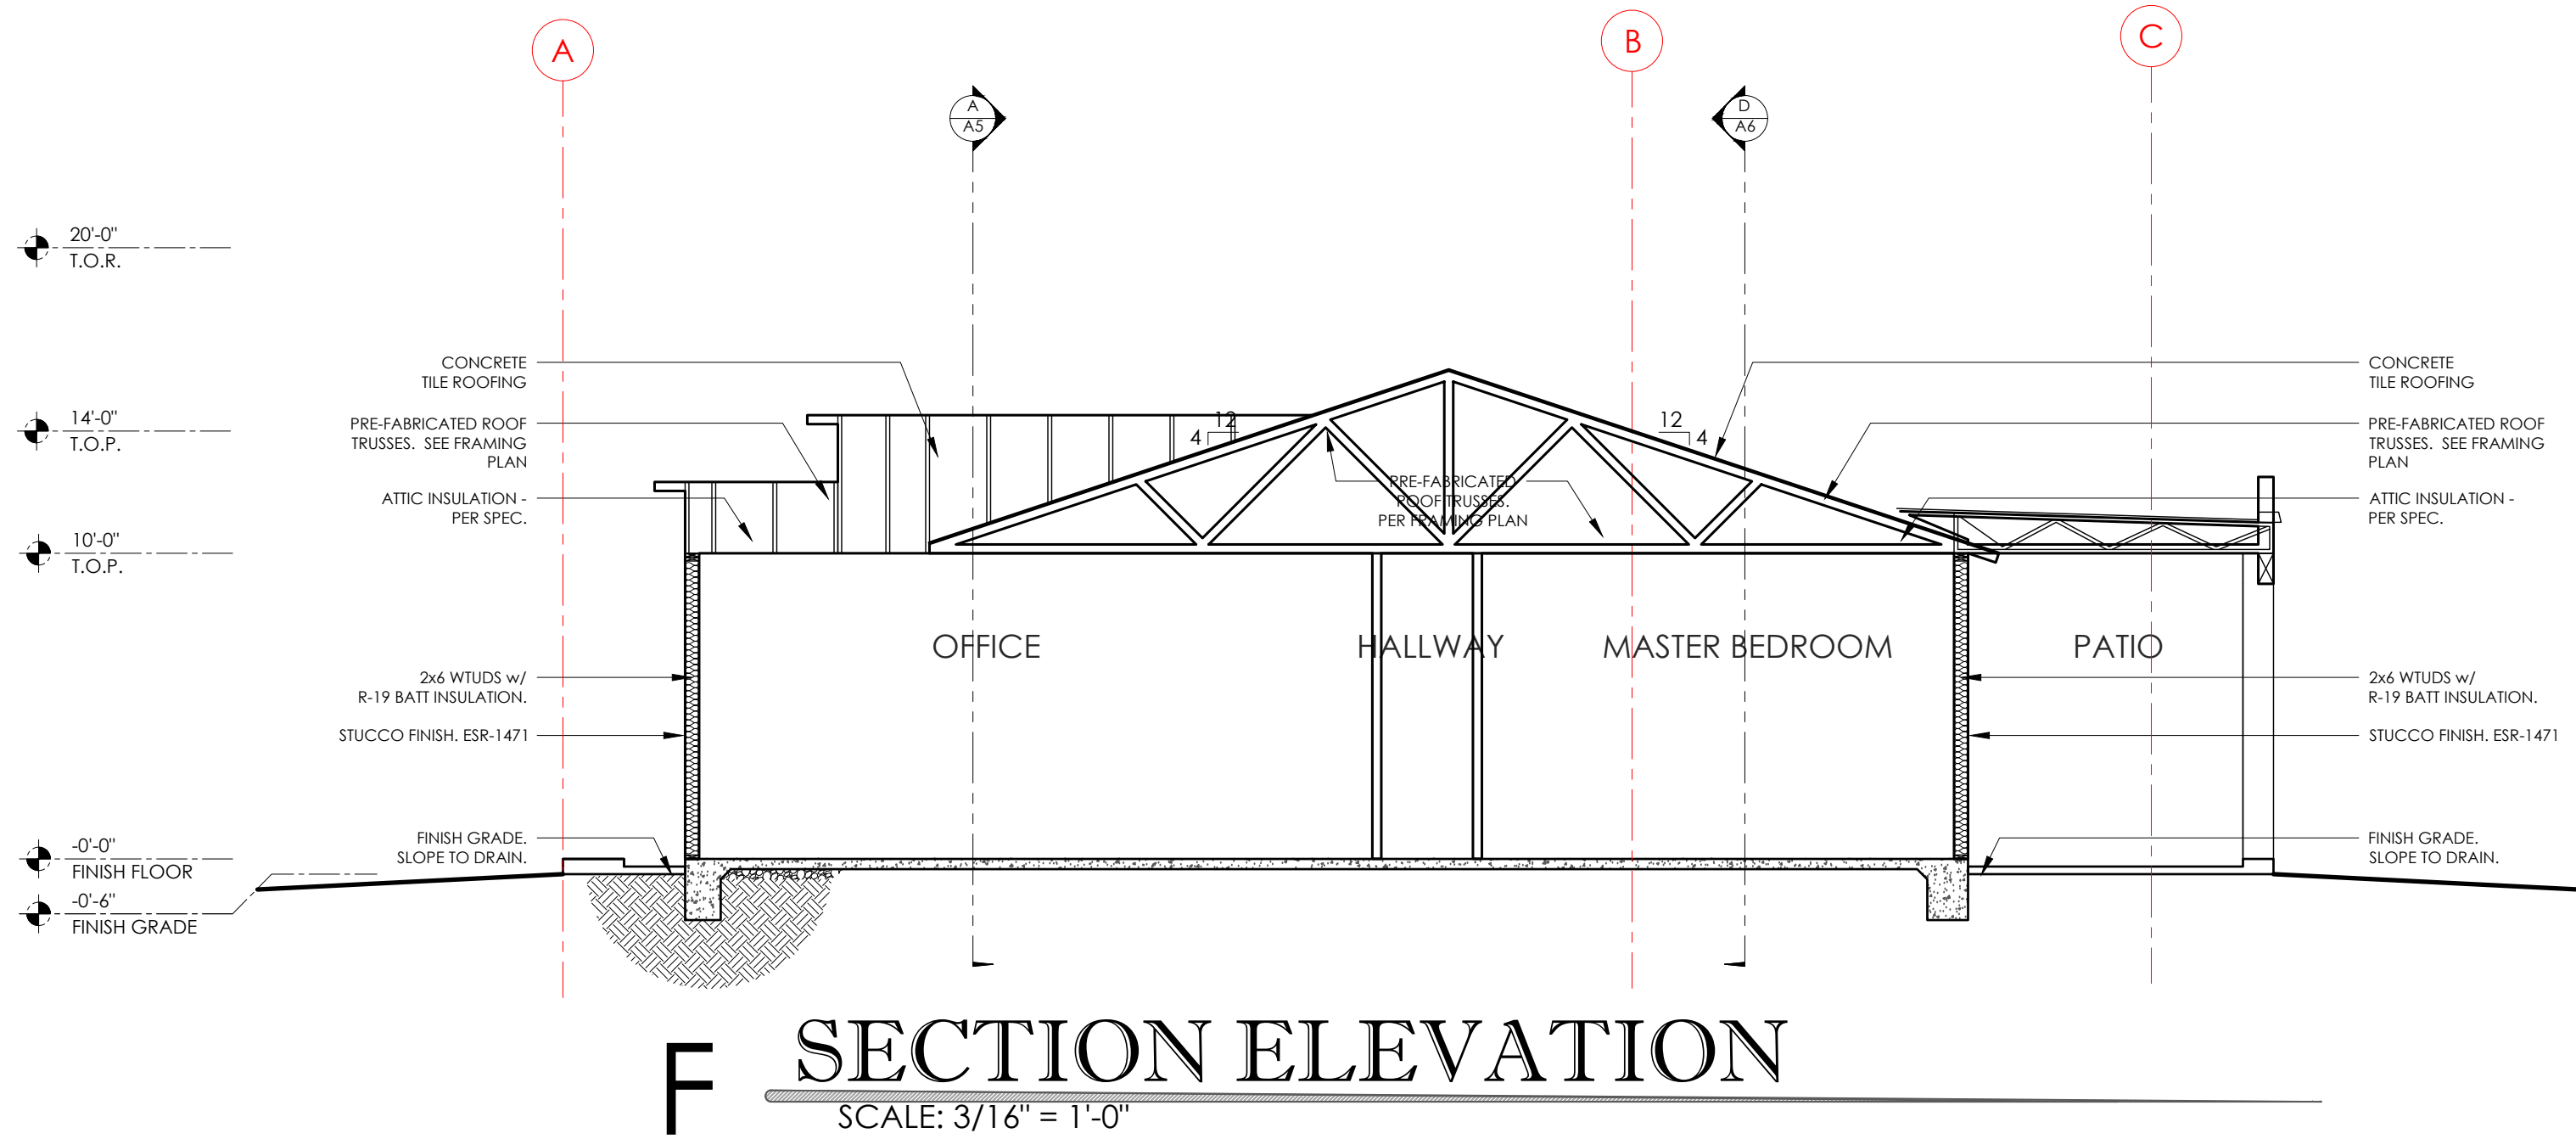 A
B
C
A
A5
D
A6
20'-0"
T.O.R.
14'-0"
T.O.P.
10'-0"
T.O.P.
-0'-0"
FINISH FLOOR
-0'-6"
FINISH GRADE
CONCRETE
TILE ROOFING
PRE-FABRICATED ROOF
TRUSSES. SEE FRAMING
PLAN
ATTIC INSULATION -
PER SPEC.
2x6 WTUDS w/
R-19 BATT INSULATION.
STUCCO FINISH. ESR-1471
FINISH GRADE.
SLOPE TO DRAIN.
12
4
12
4
PRE-FABRICATED
ROOF TRUSSES.
PER FRAMING PLAN
OFFICE
HALLWAY
MASTER BEDROOM
PATIO
CONCRETE
TILE ROOFING
PRE-FABRICATED ROOF
TRUSSES. SEE FRAMING
PLAN
ATTIC INSULATION -
PER SPEC.
2x6 WTUDS w/
R-19 BATT INSULATION.
STUCCO FINISH. ESR-1471
FINISH GRADE.
SLOPE TO DRAIN.
F
SECTION ELEVATION
SCALE: 3/16" = 1'-0"